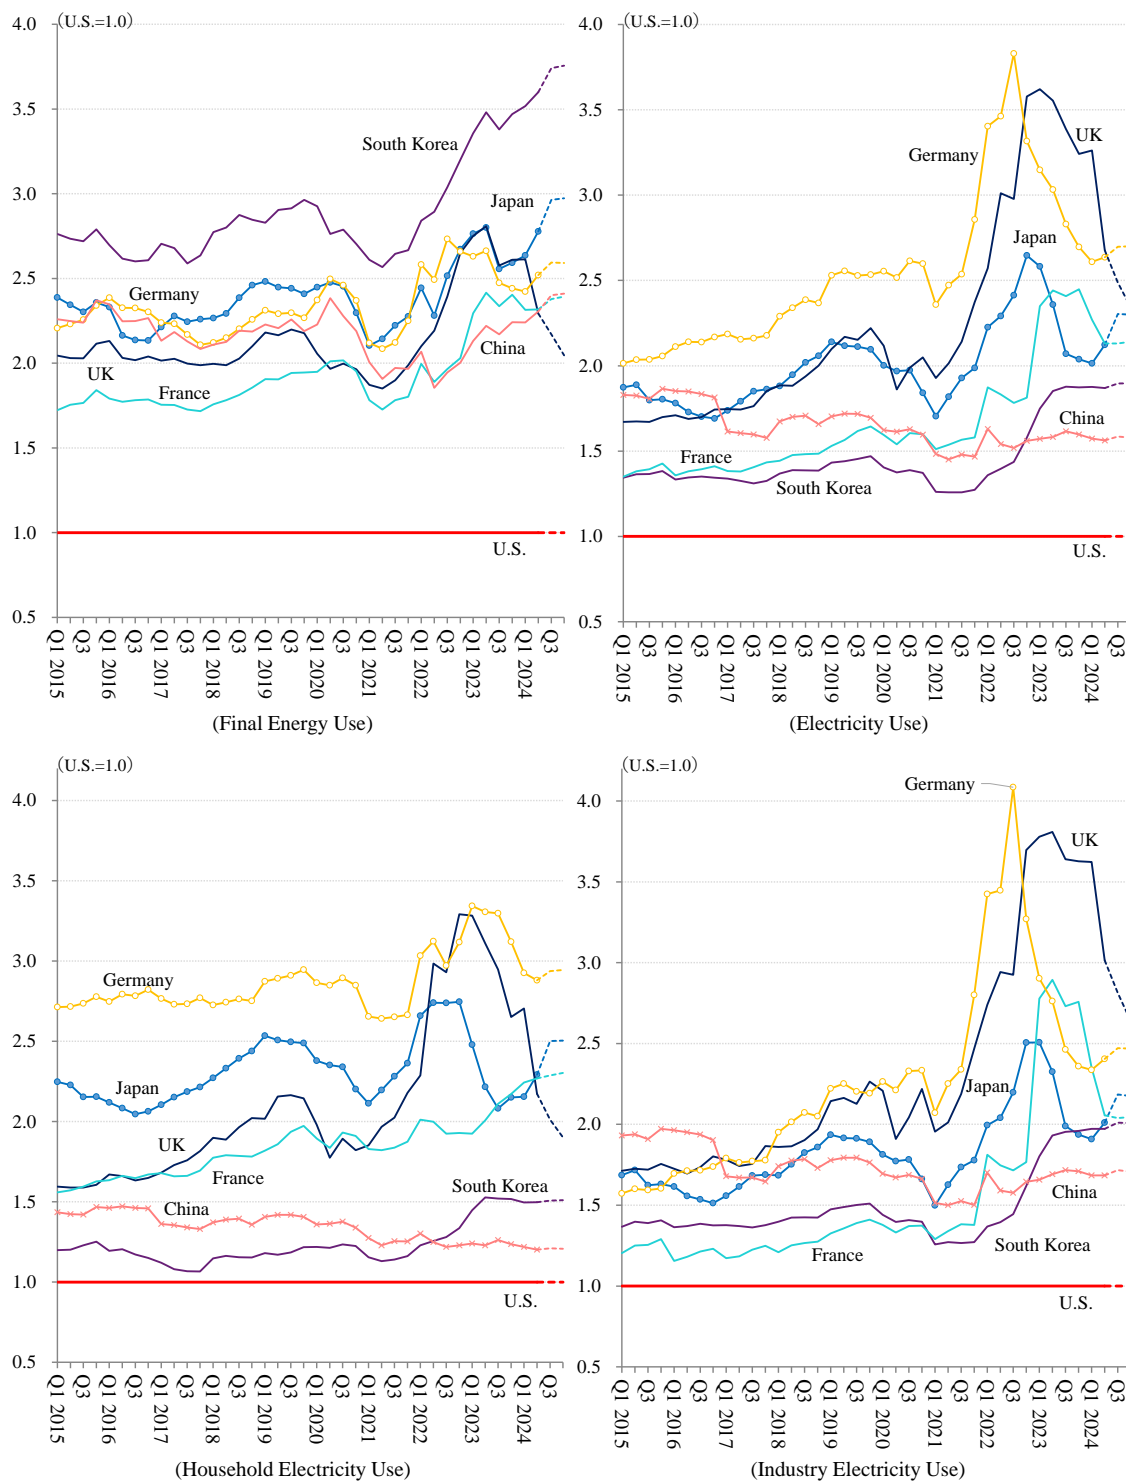 (U.S.=1.0)
4.0
3.5
3.0
2.5
2.0
1.5
1.0
0.5
South Korea
Japan
Germany
UK
France
China
U.S.
Q1 2015
Q3
Q1 2016
Q3
Q1 2017
Q3
Q1 2018
Q3
Q1 2019
Q3
Q1 2020
Q3
Q1 2021
Q3
Q1 2022
Q3
Q1 2023
Q3
Q1 2024
Q3
(Final Energy Use)
(U.S.=1.0)
4.0
3.5
3.0
2.5
2.0
1.5
1.0
0.5
UK
Germany
Japan
China
France
South Korea
U.S.
Q1 2015
Q3
Q1 2016
Q3
Q1 2017
Q3
Q1 2018
Q3
Q1 2019
Q3
Q1 2020
Q3
Q1 2021
Q3
Q1 2022
Q3
Q1 2023
Q3
Q1 2024
Q3
(Electricity Use)
(U.S.=1.0)
4.0
3.5
3.0
2.5
2.0
1.5
1.0
0.5
Germany
Japan
UK
France
South Korea
China
U.S.
Q1 2015
Q3
Q1 2016
Q3
Q1 2017
Q3
Q1 2018
Q3
Q1 2019
Q3
Q1 2020
Q3
Q1 2021
Q3
Q1 2022
Q3
Q1 2023
Q3
Q1 2024
Q3
(Household Electricity Use)
(U.S.=1.0)
4.0
3.5
3.0
2.5
2.0
1.5
1.0
0.5
Germany
UK
Japan
China
France
South Korea
U.S.
Q1 2015
Q3
Q1 2016
Q3
Q1 2017
Q3
Q1 2018
Q3
Q1 2019
Q3
Q1 2020
Q3
Q1 2021
Q3
Q1 2022
Q3
Q1 2023
Q3
Q1 2024
Q3
(Industry Electricity Use)